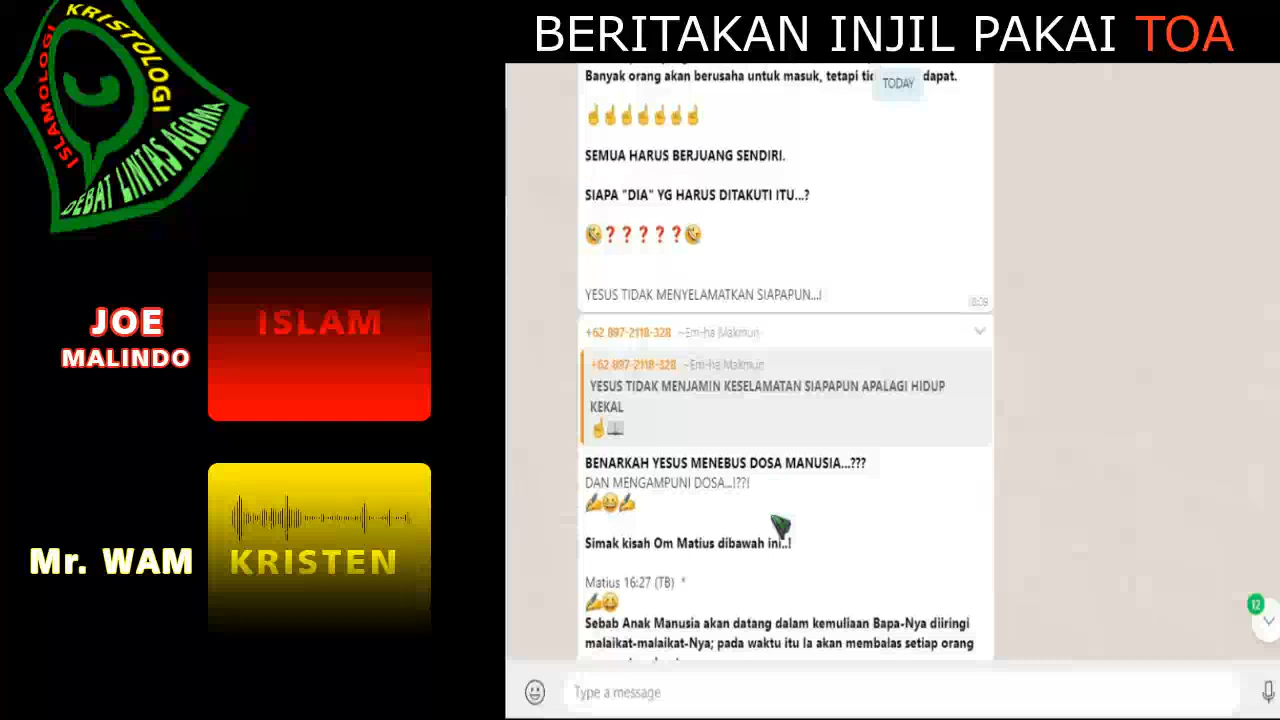 KRISTOLOGI
ISLAMOLOGI
DEBAT LINTAS AGAMA
BERITAKAN INJIL PAKAI TOA
JOE
MALINDO
ISLAM
Mr. WAM
KRISTEN
Banyak orang akan berusaha untuk masuk, tetapi dapat.
TODAY
SEMUA HARUS BERJUANG SENDIRI.
SIAPA "DIA" YG HARUS DITAKUTI ITU...?
YESUS TIDAK MENYELAMATKAN SIAPAPUN...!
+62 897-2118-328 ~Em-ha Makmun
+62 897-2118-328 ~Em-ha Makmun
YESUS TIDAK MENJAMIN KESELAMATAN SIAPAPUN APALAGI HIDUP
KEKAL
BENARKAH YESUS MENEBUS DOSA MANUSIA...???
DAN MENGAMPUNI DOSA...!??!
Simak kisah Om Matius dibawah ini..!
Matius 16:27 (TB) *
Sebab Anak Manusia akan datang dalam kemuliaan Bapa-Nya diiringi
malaikat-malaikat-Nya; pada waktu itu Ia akan membalas setiap orang
12
Type a message